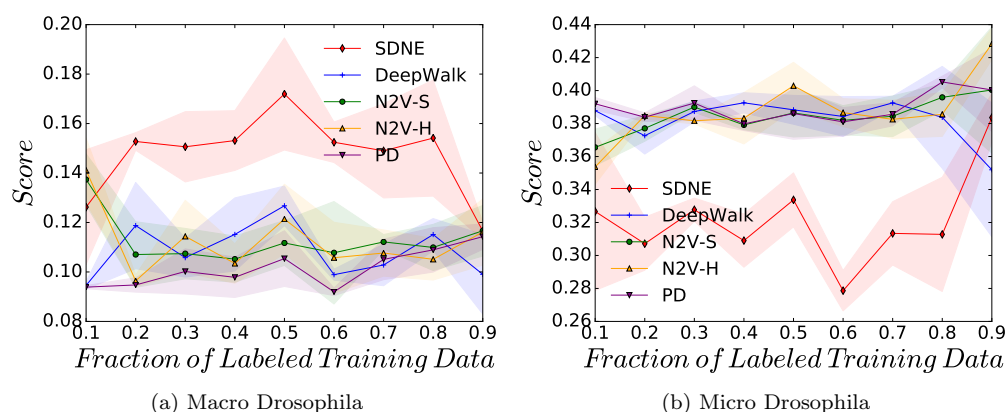 0.20
0.18
0.16
0.14
0.12
0.10
0.08
Score
SDNE
DeepWalk
N2V-S
N2V-H
PD
0.1 0.2 0.3 0.4 0.5 0.6 0.7 0.8 0.9
Fraction of Labeled Training Data
(a) Macro Drosophila
0.44
0.42
0.40
0.38
0.36
0.34
0.32
0.30
0.28
0.26
Score
SDNE
DeepWalk
N2V-S
N2V-H
PD
0.1 0.2 0.3 0.4 0.5 0.6 0.7 0.8 0.9
Fraction of Labeled Training Data
(b) Micro Drosophila